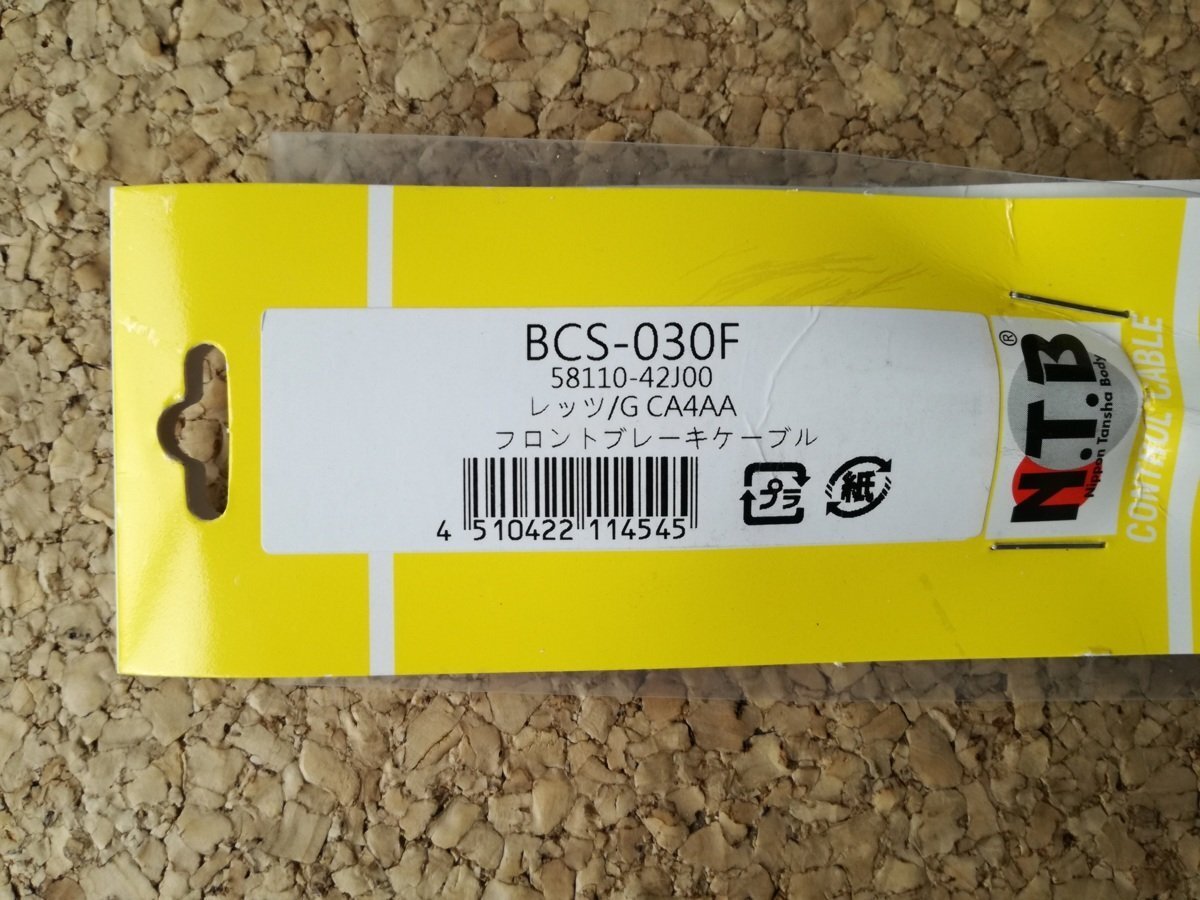 BCS-030F
58110-42J00
レッツ/G CA4AA
フロントブレーキケーブル
4 510422 114545
プラ
紙
N.T.B®
Nippon Tansha Body
CONTROL CABLE